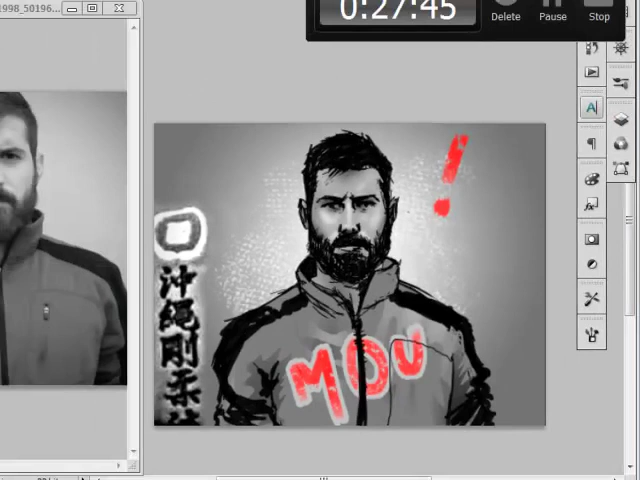 1998_50196...
0:27:45
Delete
Pause
Stop
A
!
沖
縄
剛
柔
MOU